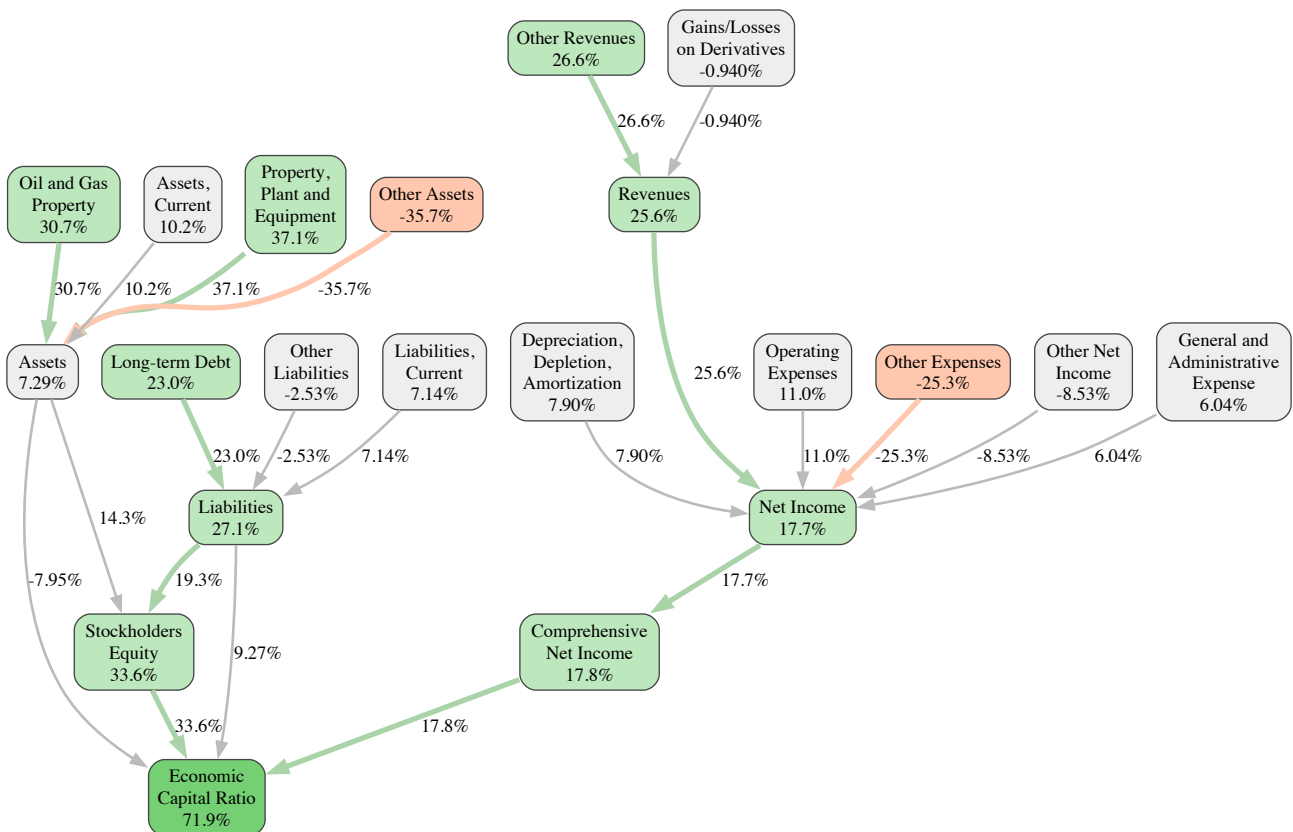 Other Revenues
26.6%
Gains/Losses
on Derivatives
-0.940%
26.6%
-0.940%
Oil and Gas
Property
30.7%
Assets,
Current
10.2%
Property,
Plant and
Equipment
37.1%
Other Assets
-35.7%
Revenues
25.6%
30.7%
10.2%
37.1%
-35.7%
Assets
7.29%
Long-term Debt
23.0%
Other
Liabilities
-2.53%
Liabilities,
Current
7.14%
Depreciation,
Depletion,
Amortization
7.90%
25.6%
Operating
Expenses
11.0%
Other Expenses
-25.3%
Other Net
Income
-8.53%
General and
Administrative
Expense
6.04%
23.0%
-2.53%
7.14%
7.90%
11.0%
-25.3%
-8.53%
6.04%
14.3%
Liabilities
27.1%
Net Income
17.7%
-7.95%
19.3%
17.7%
Stockholders
Equity
33.6%
9.27%
Comprehensive
Net Income
17.8%
33.6%
17.8%
Economic
Capital Ratio
71.9%